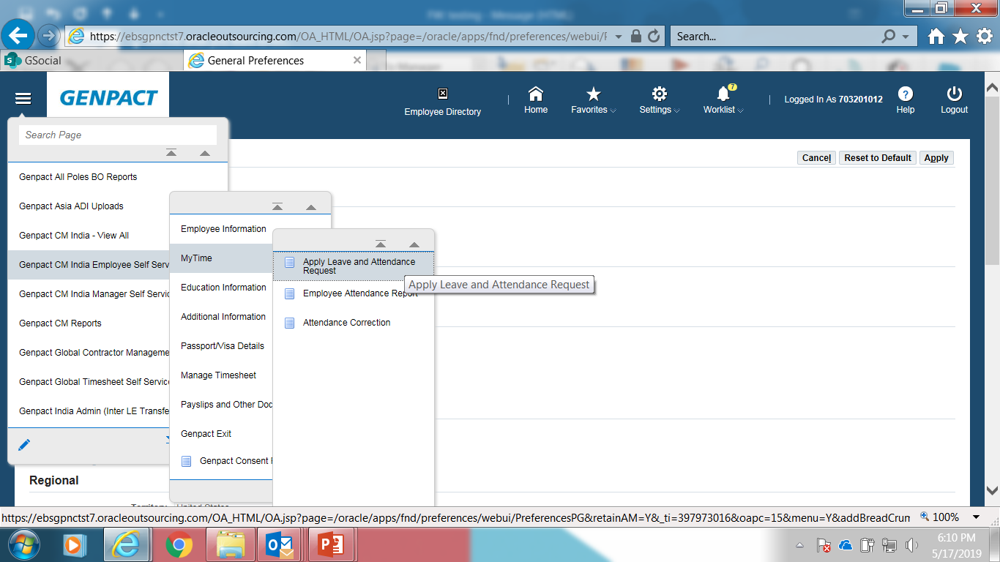 https://ebsgpnctst7.oracleoutsourcing.com/OA_HTML/OA.jsp?page=/oracle/apps/fnd/preferences/webui/F
Search...
GSocial
General Preferences
GENPACT
Employee Directory
Home
Favorites
Settings
7
Worklist
Logged In As 703201012
Help
Logout
Search Page
Cancel
Reset to Default
Apply
Genpact All Poles BO Reports
Genpact Asia ADI Uploads
Genpact CM India - View All
Genpact CM India Employee Self Serv
Genpact CM India Manager Self Servic
Genpact CM Reports
Genpact Global Contractor Manageme
Genpact Global Timesheet Self Service
Genpact India Admin (Inter LE Transfe
Employee Information
MyTime
Education Information
Additional Information
Passport/Visa Details
Manage Timesheet
Payslips and Other Doc
Genpact Exit
Genpact Consent F
Apply Leave and Attendance
Request
Apply Leave and Attendance Request
Employee Attendance Report
Attendance Correction
Regional
Territory
United States
https://ebsgpnctst7.oracleoutsourcing.com/OA_HTML/OA.jsp?page=/oracle/apps/fnd/preferences/webui/PreferencesPG&retainAM=Y&_ti=397973016&oapc=15&menu=Y&addBreadCrum
100%
6:10 PM
5/17/2019